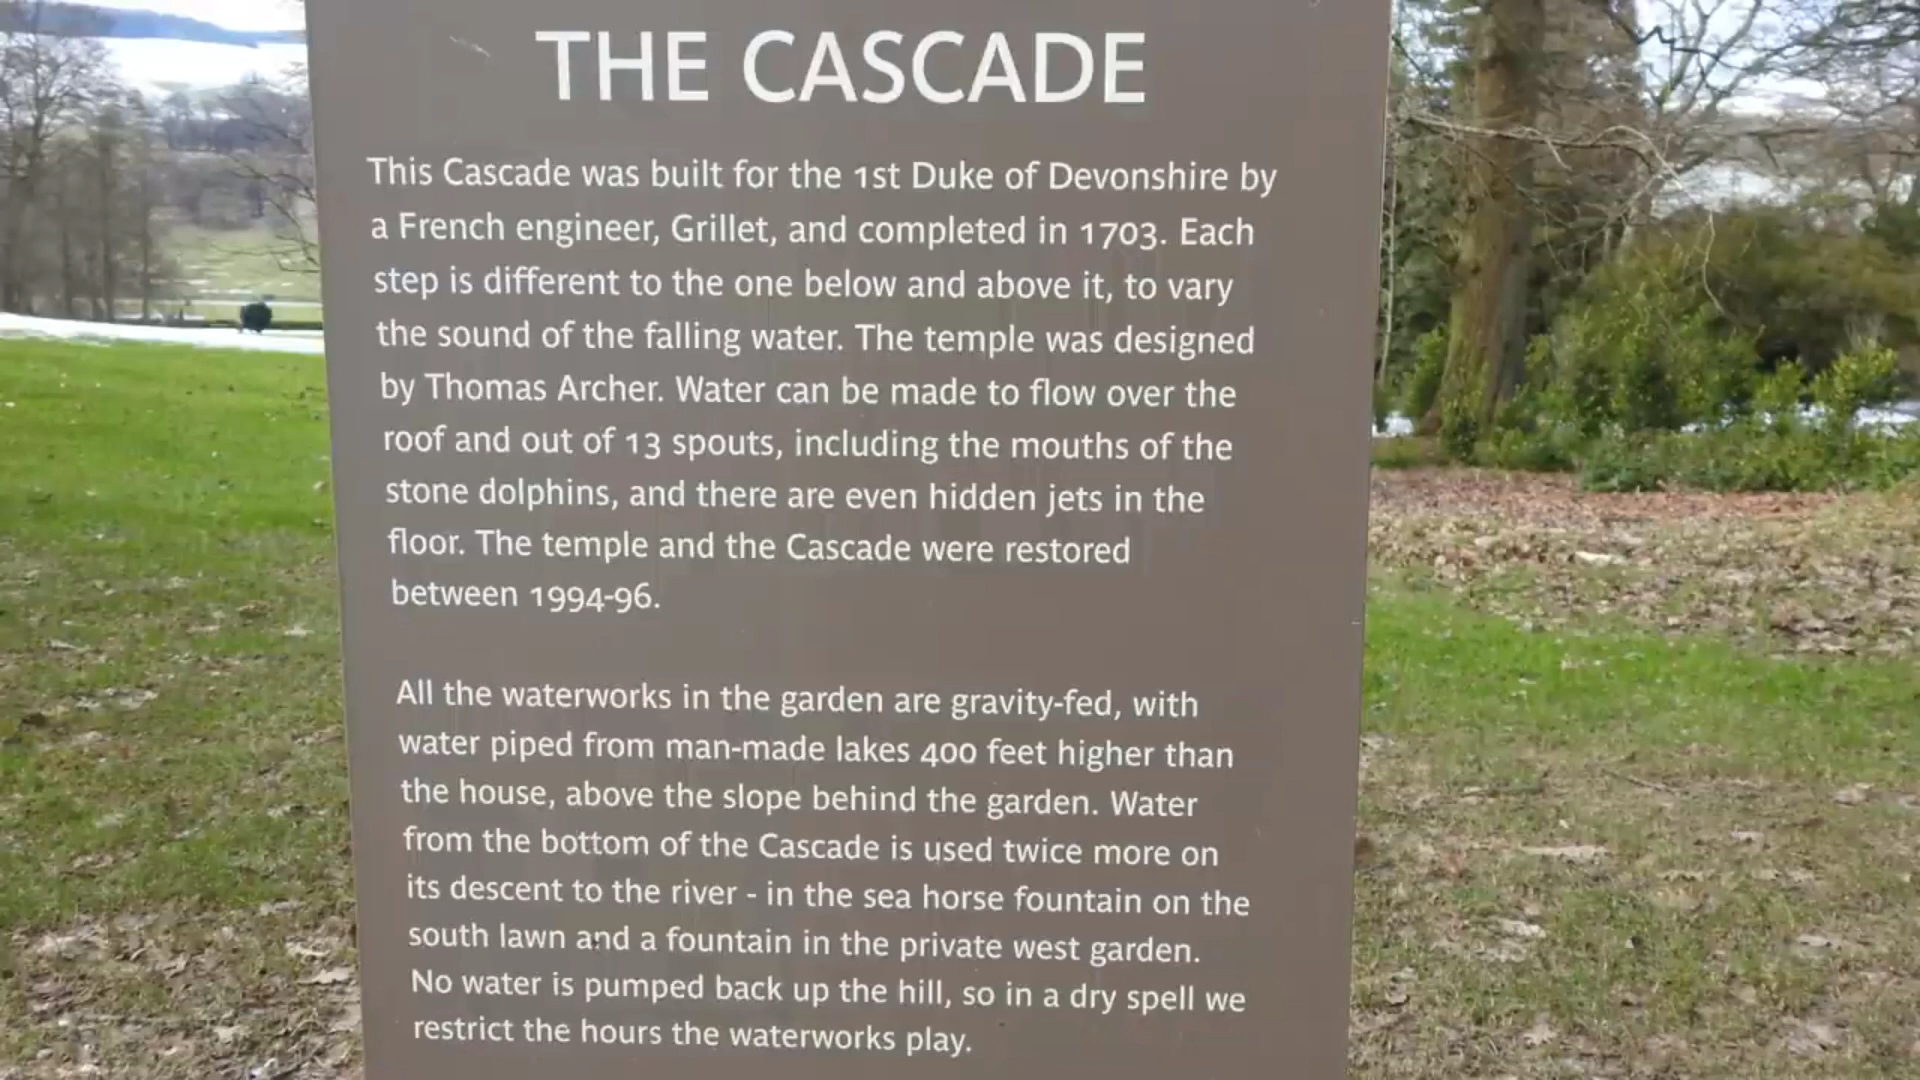 THE CASCADE
This Cascade was built for the 1st Duke of Devonshire by
a French engineer, Grillet, and completed in 1703. Each
step is different to the one below and above it, to vary
the sound of the falling water. The temple was designed
by Thomas Archer. Water can be made to flow over the
roof and out of 13 spouts, including the mouths of the
stone dolphins, and there are even hidden jets in the
floor. The temple and the Cascade were restored
between 1994-96.
All the waterworks in the garden are gravity-fed, with
water piped from man-made lakes 400 feet higher than
the house, above the slope behind the garden. Water
from the bottom of the Cascade is used twice more on
its descent to the river - in the sea horse fountain on the
south lawn and a fountain in the private west garden.
No water is pumped back up the hill, so in a dry spell we
restrict the hours the waterworks play.